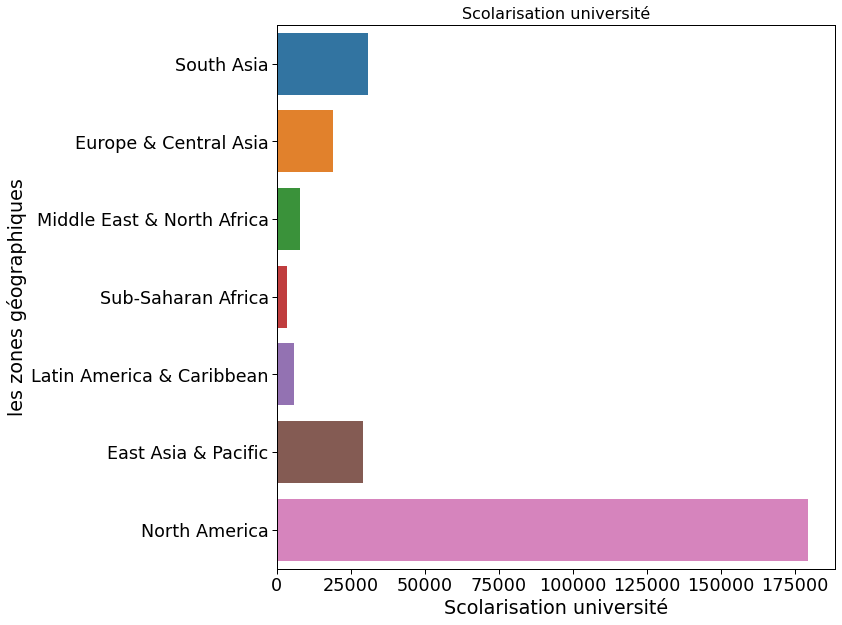 Scolarisation université
South Asia
Europe & Central Asia
Middle East & North Africa
Sub-Saharan Africa
Latin America & Caribbean
East Asia & Pacific
North America
les zones géographiques
0 25000 50000 75000 100000 125000 150000 175000
Scolarisation université